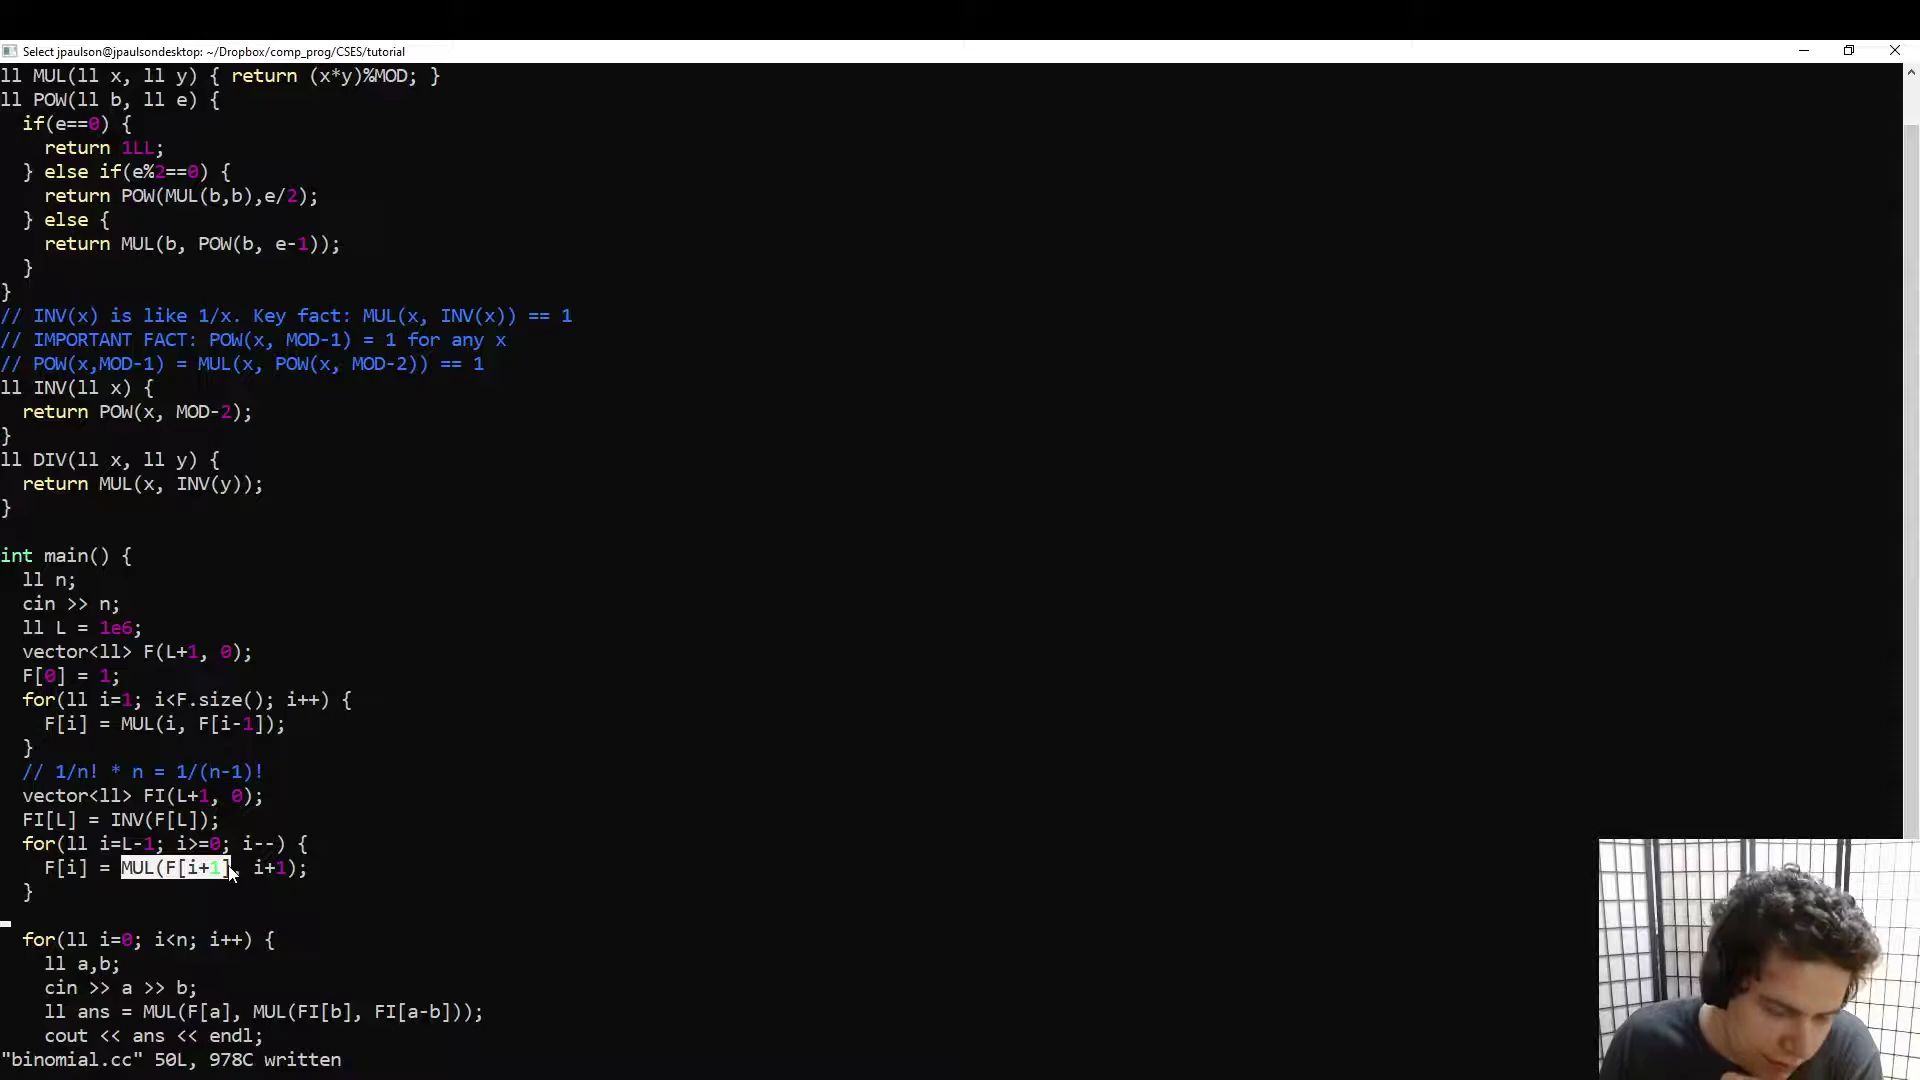 Select jpaulson@jpaulsondesktop: ~/Dropbox/comp_prog/CSES/tutorial
ll MUL(ll x, ll y) { return (x*y)%MOD; }
ll POW(ll b, ll e) {
  if(e==0) {
    return 1LL;
  } else if(e%2==0) {
    return POW(MUL(b,b),e/2);
  } else {
    return MUL(b, POW(b, e-1));
  }
}
// INV(x) is like 1/x. Key fact: MUL(x, INV(x)) == 1
// IMPORTANT FACT: POW(x, MOD-1) = 1 for any x
// POW(x,MOD-1) = MUL(x, POW(x, MOD-2)) == 1
ll INV(ll x) {
  return POW(x, MOD-2);
}
ll DIV(ll x, ll y) {
  return MUL(x, INV(y));
}
int main() {
  ll n;
  cin >> n;
  ll L = 1e6;
  vector<ll> F(L+1, 0);
  F[0] = 1;
  for(ll i=1; i<F.size(); i++) {
    F[i] = MUL(i, F[i-1]);
  }
  // 1/n! * n = 1/(n-1)!
  vector<ll> FI(L+1, 0);
  FI[L] = INV(F[L]);
  for(ll i=L-1; i>=0; i--) {
    F[i] = MUL(F[i+1], i+1);
  }
  for(ll i=0; i<n; i++) {
    ll a,b;
    cin >> a >> b;
    ll ans = MUL(F[a], MUL(FI[b], FI[a-b]));
    cout << ans << endl;
"binomial.cc" 50L, 978C written